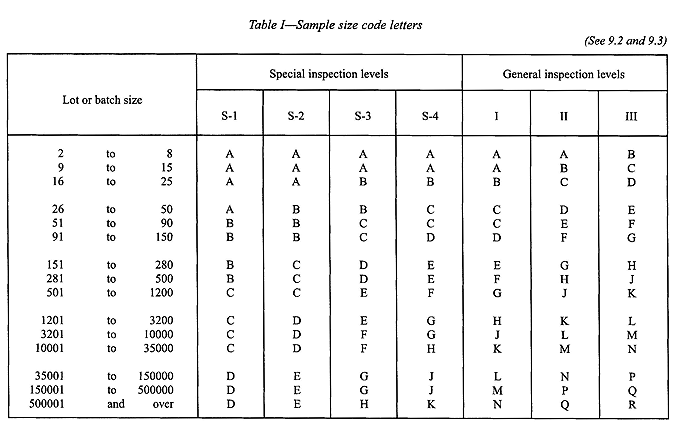 Table I—Sample size code letters
(See 9.2 and 9.3)
Lot or batch size Special inspection levels General inspection levels
S-1 S-2 S-3 S-4 I II III
2 to 8 A A A A A A B
9 to 15 A A A A A B C
16 to 25 A A B B B C D
26 to 50 A B B C C D E
51 to 90 B B C C C E F
91 to 150 B B C D D F G
151 to 280 B C D E E G H
281 to 500 B C D E F H J
501 to 1200 C C E F G J K
1201 to 3200 C D E G H K L
3201 to 10000 C D F G J L M
10001 to 35000 C D F H K M N
35001 to 150000 D E G J L N P
150001 to 500000 D E G J M P Q
500001 and over D E H K N Q R